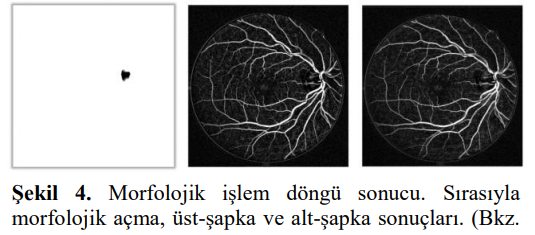 Şekil 4. Morfolojik işlem döngü sonucu. Sırasıyla
morfolojik açma, üst-şapka ve alt-şapka sonuçları. (Bkz.